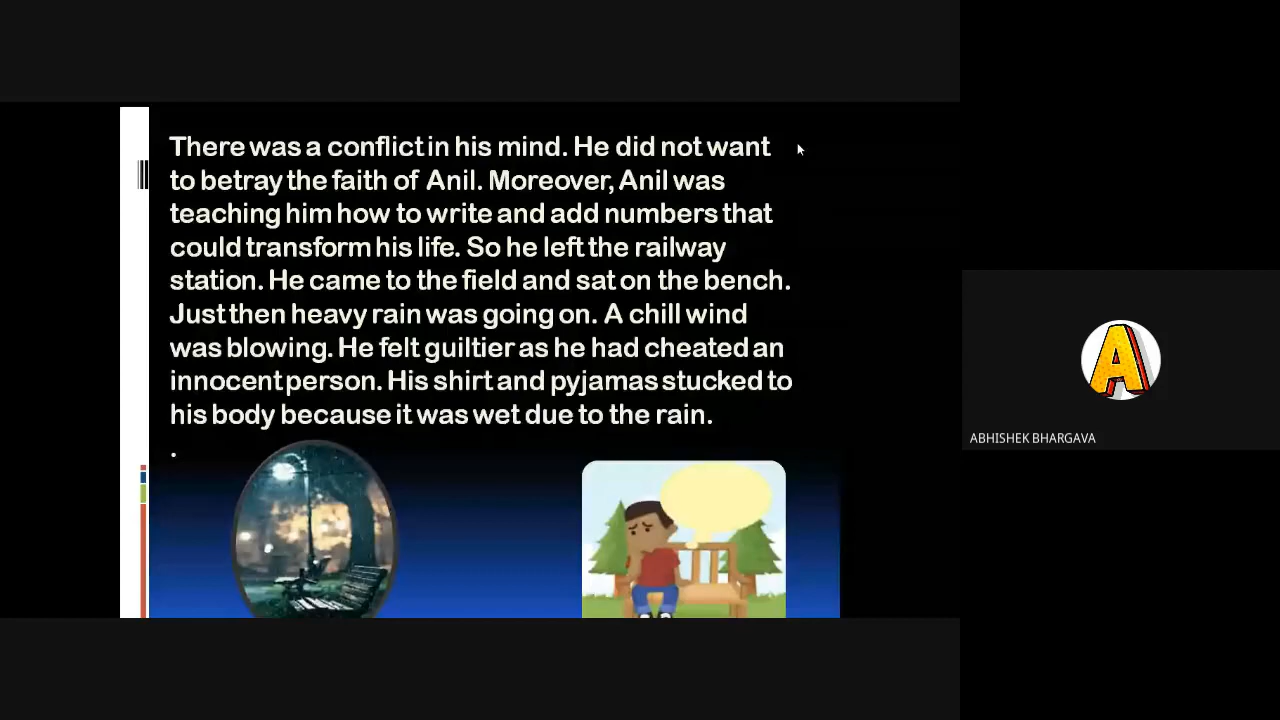 There was a conflict in his mind. He did not want
to betray the faith of Anil. Moreover, Anil was
teaching him how to write and add numbers that
could transform his life. So he left the railway
station. He came to the field and sat on the bench.
Just then heavy rain was going on. A chill wind
was blowing. He felt guiltier as he had cheated an
innocent person. His shirt and pyjamas stucked to
his body because it was wet due to the rain.
.
A
ABHISHEK BHARGAVA